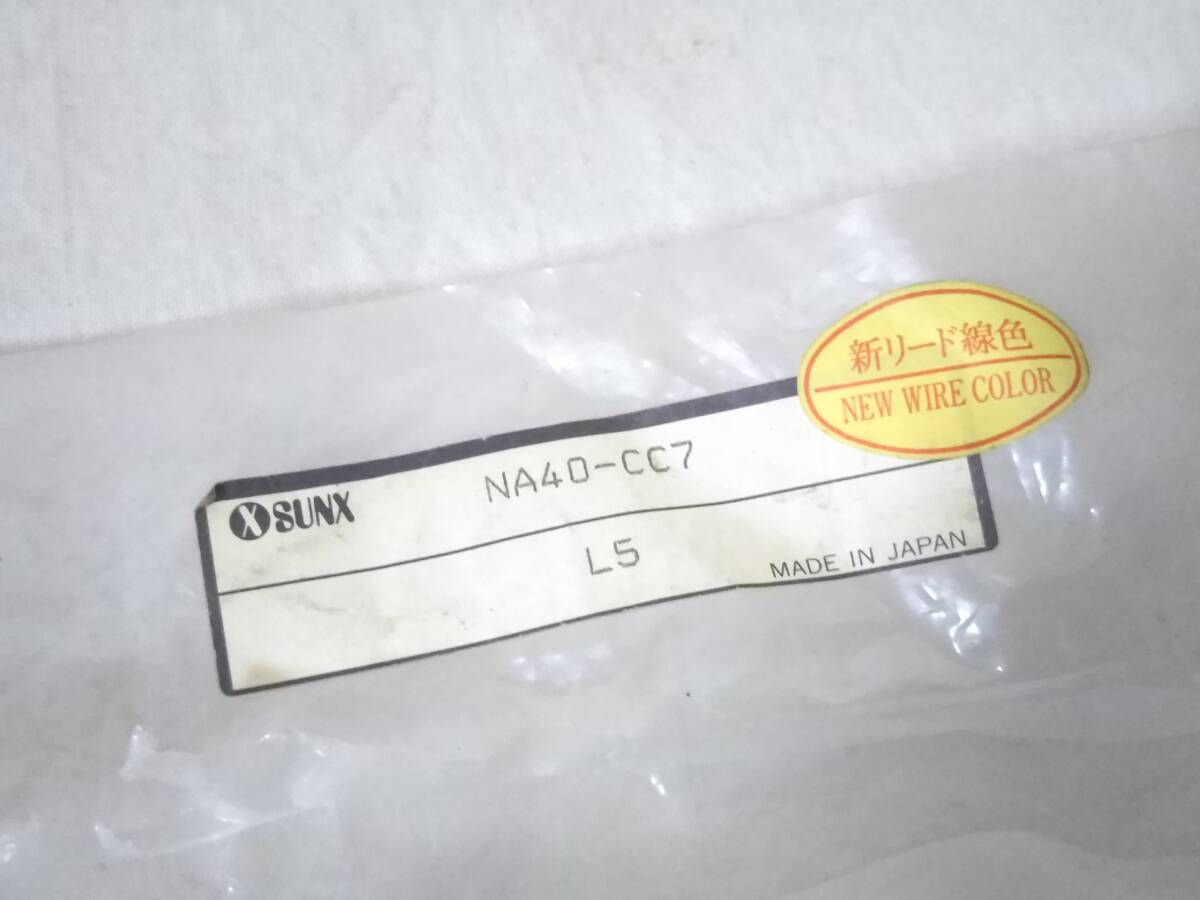 新リード線色
NEW WIRE COLOR
SUNX NA40-CC7
L5
MADE IN JAPAN